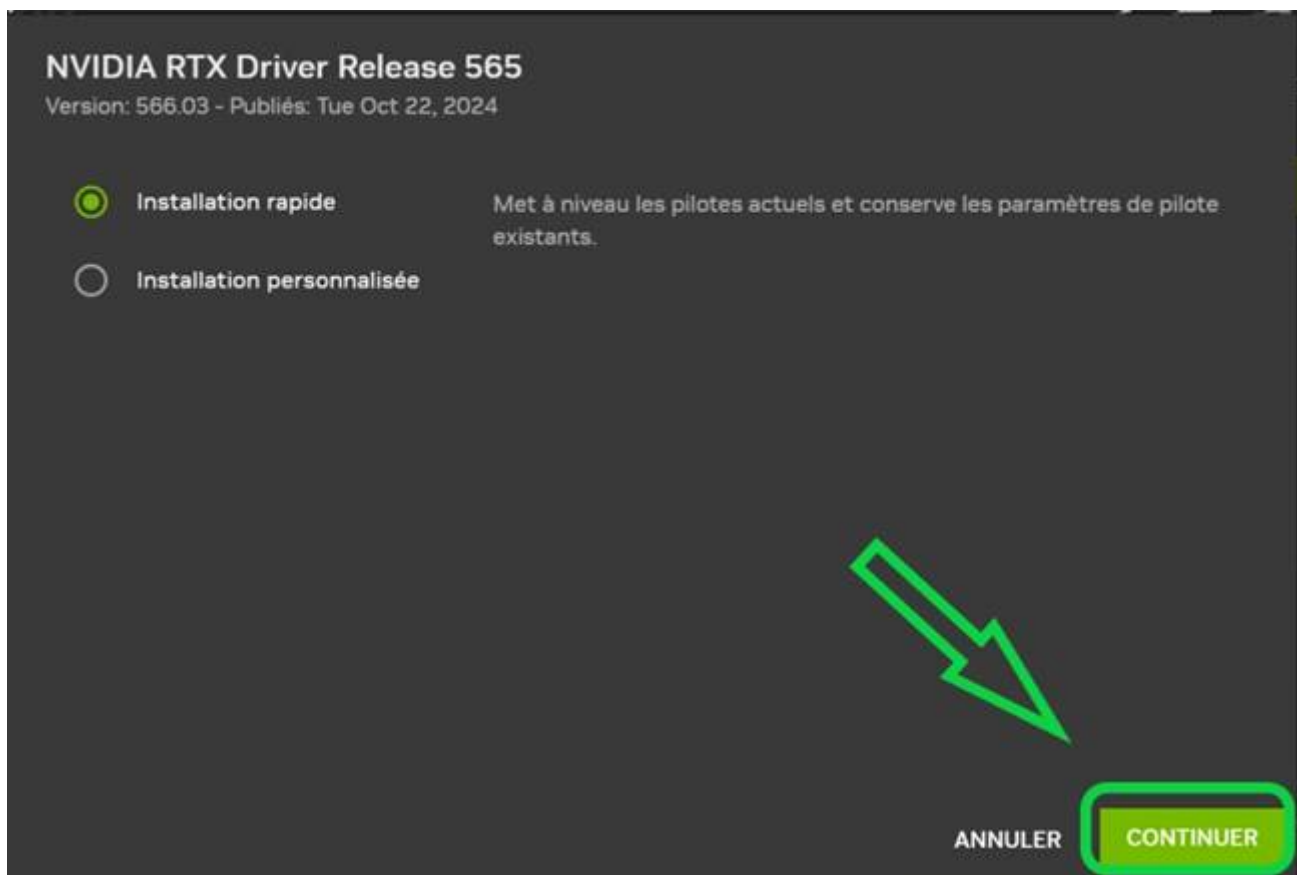 NVIDIA RTX Driver Release 565
Version: 566.03 - Publiés: Tue Oct 22, 2024
Installation rapide
Met à niveau les pilotes actuels et conserve les paramètres de pilote
existants.
Installation personnalisée
ANNULER
CONTINUER